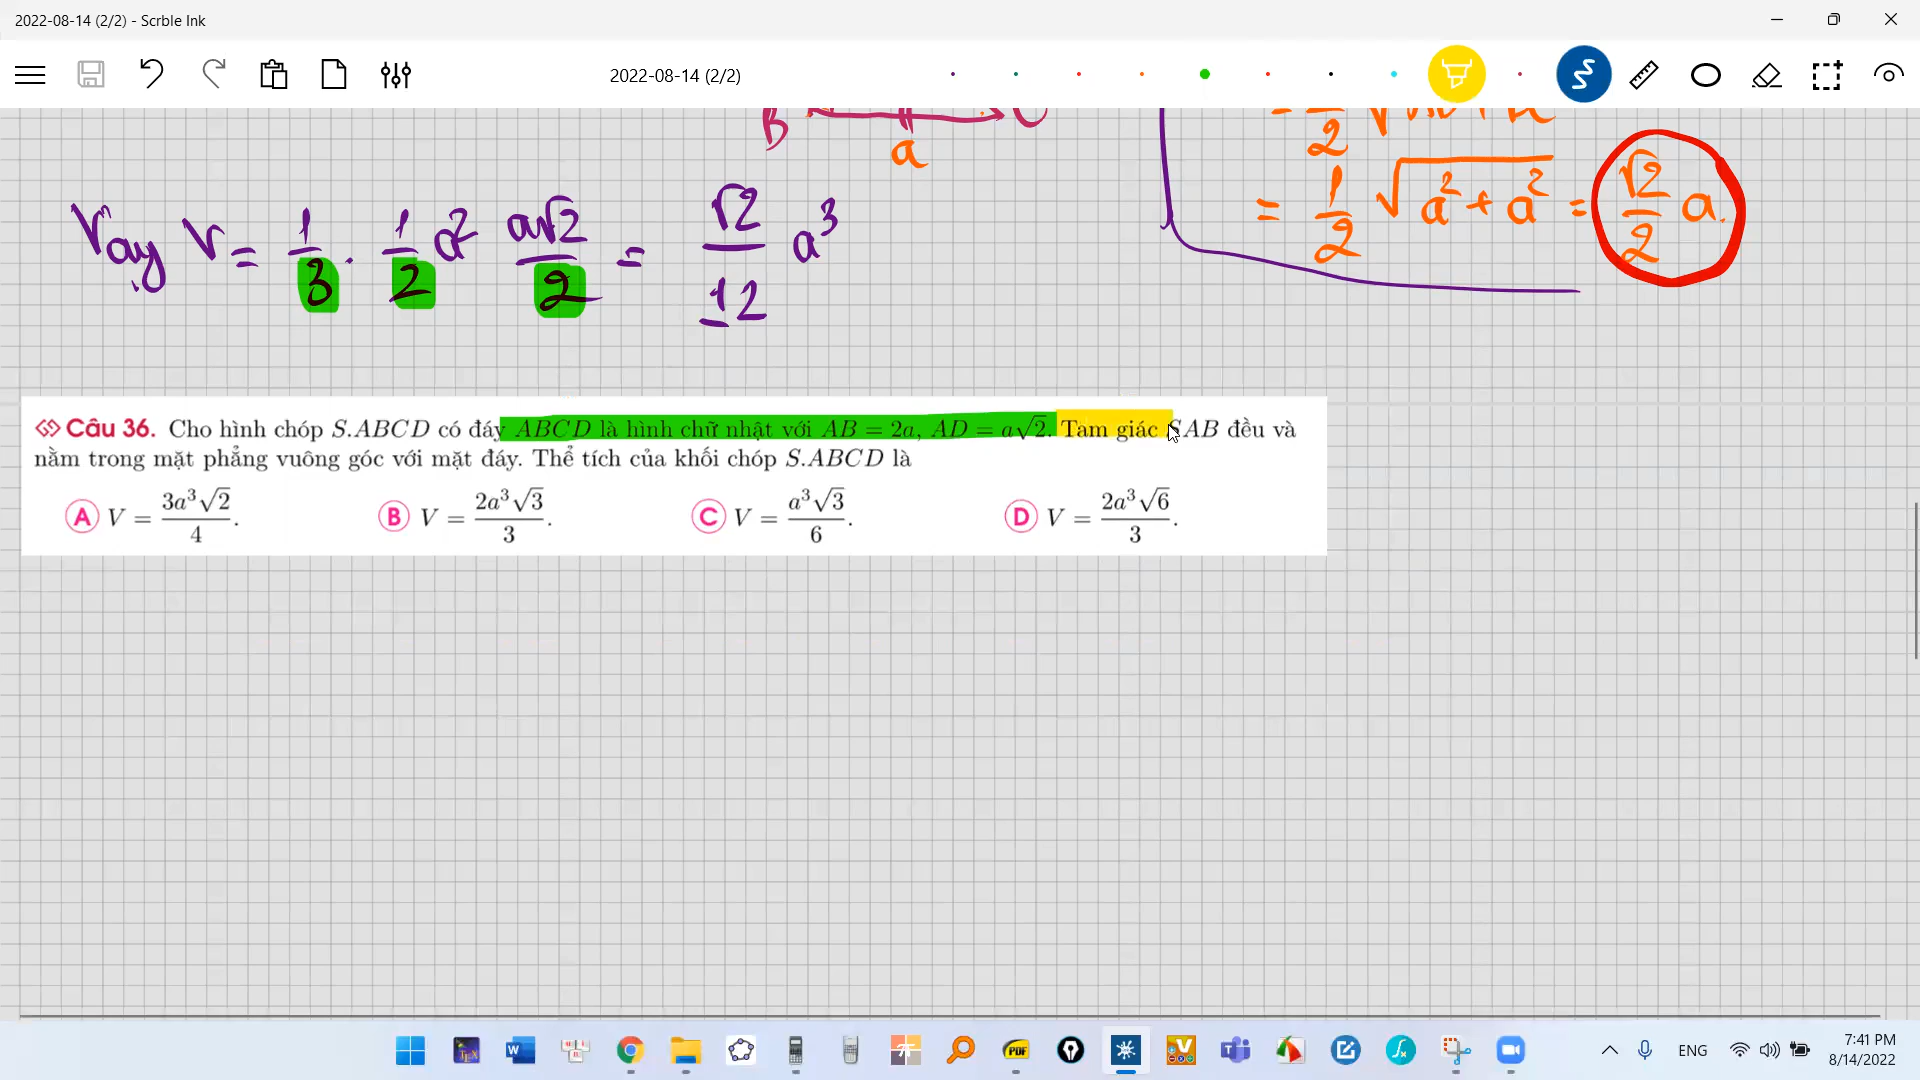 2022-08-14 (2/2) - Scrble Ink
2022-08-14 (2/2)
B
a
= 1/2
= 1/2 √(a² + a²) = √2/2 a.
Vậy V = 1/3 . 1/2 a² a√2/2 = √2/12 a³
Câu 36. Cho hình chóp S.ABCD có đáy ABCD là hình chữ nhật với AB = 2a, AD = a√2. Tam giác SAB đều và
nằm trong mặt phẳng vuông góc với mặt đáy. Thể tích của khối chóp S.ABCD là
A V = 3a³√2/4. B V = 2a³√3/3. C V = a³√3/6. D V = 2a³√6/3.
ENG
7:41 PM
8/14/2022